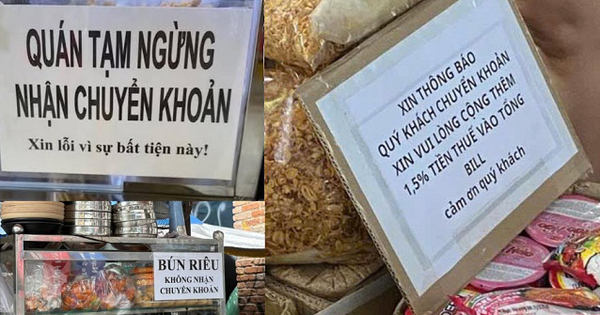 QUÁN TẠM NGỪNG
NHẬN CHUYỂN KHOẢN
Xin lỗi vì sự bất tiện này!
XIN THÔNG BÁO
QUÝ KHÁCH CHUYỂN KHOẢN
XIN VUI LÒNG CỘNG THÊM
1,5% TIỀN THUẾ VÀO TỔNG
BILL
cảm ơn quý khách
BÚN RIÊU
KHÔNG NHẬN
CHUYỂN KHOẢN